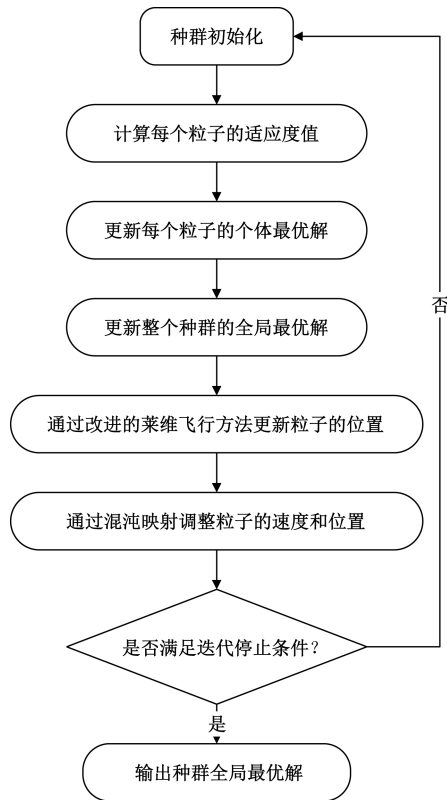 种群初始化
计算每个粒子的适应度值
更新每个粒子的个体最优解
更新整个种群的全局最优解
否
通过改进的莱维飞行方法更新粒子的位置
通过混沌映射调整粒子的速度和位置
是否满足迭代停止条件？
是
输出种群全局最优解